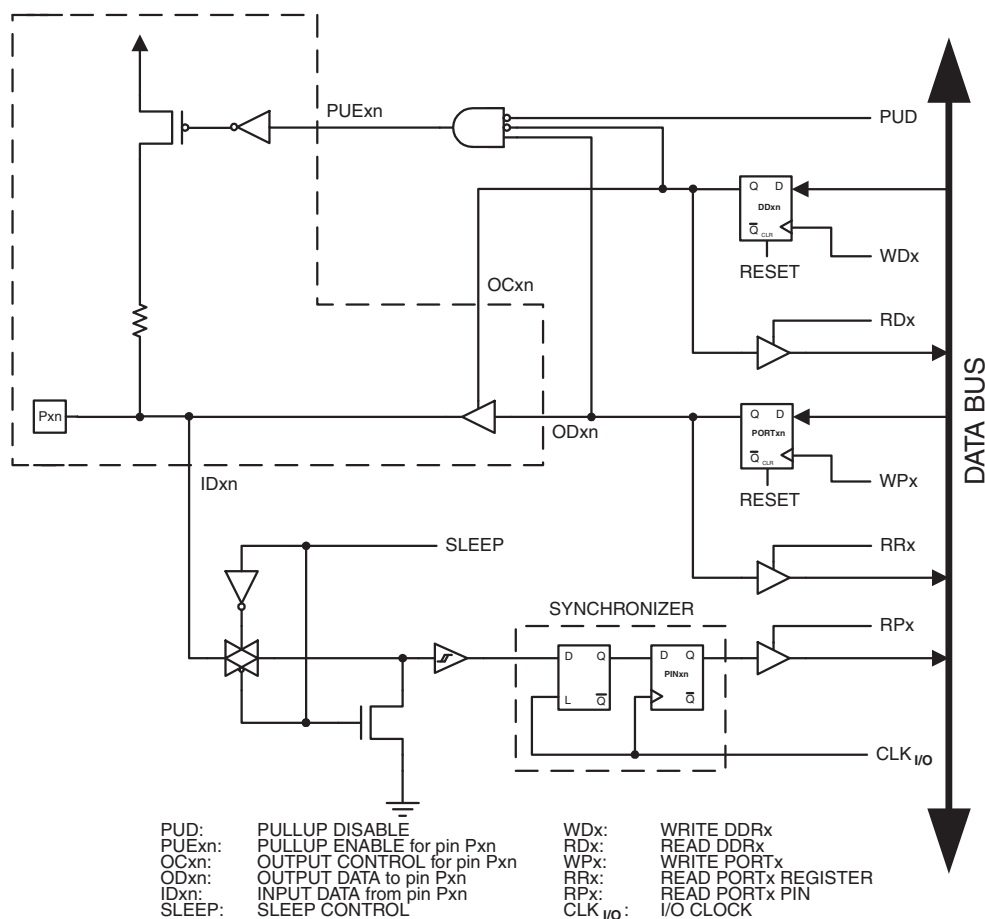 PUExn
PUD
Q D
DDxn
Q CLR
WDx
RESET
OCxn
RDx
Pxn
ODxn
Q D
PORTxn
Q CLR
WPx
RESET
IDxn
DATA BUS
SLEEP
RRx
SYNCHRONIZER
RPx
D Q
L Q
D Q
PINxn
Q
CLK I/O
PUD: PULLUP DISABLE
PUExn: PULLUP ENABLE for pin Pxn
OCxn: OUTPUT CONTROL for pin Pxn
ODxn: OUTPUT DATA to pin Pxn
IDxn: INPUT DATA from pin Pxn
SLEEP: SLEEP CONTROL
WDx: WRITE DDRx
RDx: READ DDRx
WPx: WRITE PORTx
RRx: READ PORTx REGISTER
RPx: READ PORTx PIN
CLK I/O: I/O CLOCK